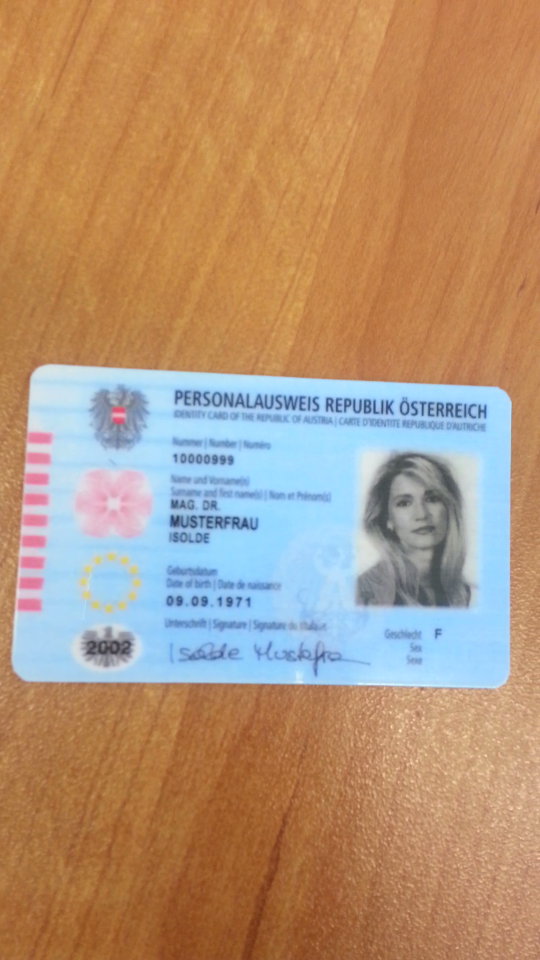 PERSONALAUSWEIS REPUBLIK ÖSTERREICH
IDENTITY CARD OF THE REPUBLIC OF AUSTRIA | CARTE D'IDENTITE REPUBLIQUE D'AUTRICHE
Nummer | Number | Numéro
10000999
Name und Vorname(n)
Surname and first name(s) | Nom et Prénom(s)
MAG. DR.
MUSTERFRAU
ISOLDE
Geburtsdatum
Date of birth | Date de naissance
09.09.1971
Unterschrift | Signature | Signature du titulaire
Isolde Musterfra
Geschlecht F
Sex
Sexe
2002